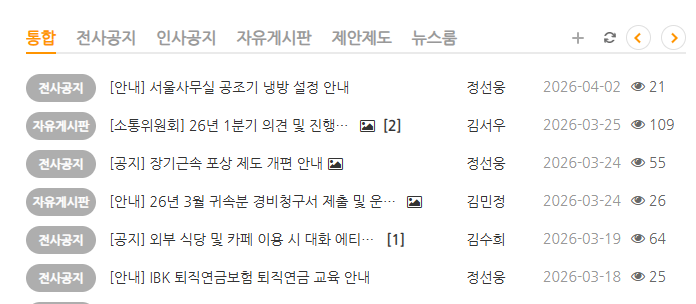 통합 전사공지 인사공지 자유게시판 제안제도 뉴스룸
전사공지 [안내] 서울사무실 공조기 냉방 설정 안내 정선웅 2026-04-02 21
자유게시판 [소통위원회] 26년 1분기 의견 및 진행… [2] 김서우 2026-03-25 109
전사공지 [공지] 장기근속 포상 제도 개편 안내 정선웅 2026-03-24 55
자유게시판 [안내] 26년 3월 귀속분 경비청구서 제출 및 운… 김민정 2026-03-24 26
전사공지 [공지] 외부 식당 및 카페 이용 시 대화 에티… [1] 김수희 2026-03-19 64
전사공지 [안내] IBK 퇴직연금보험 퇴직연금 교육 안내 정선웅 2026-03-18 25